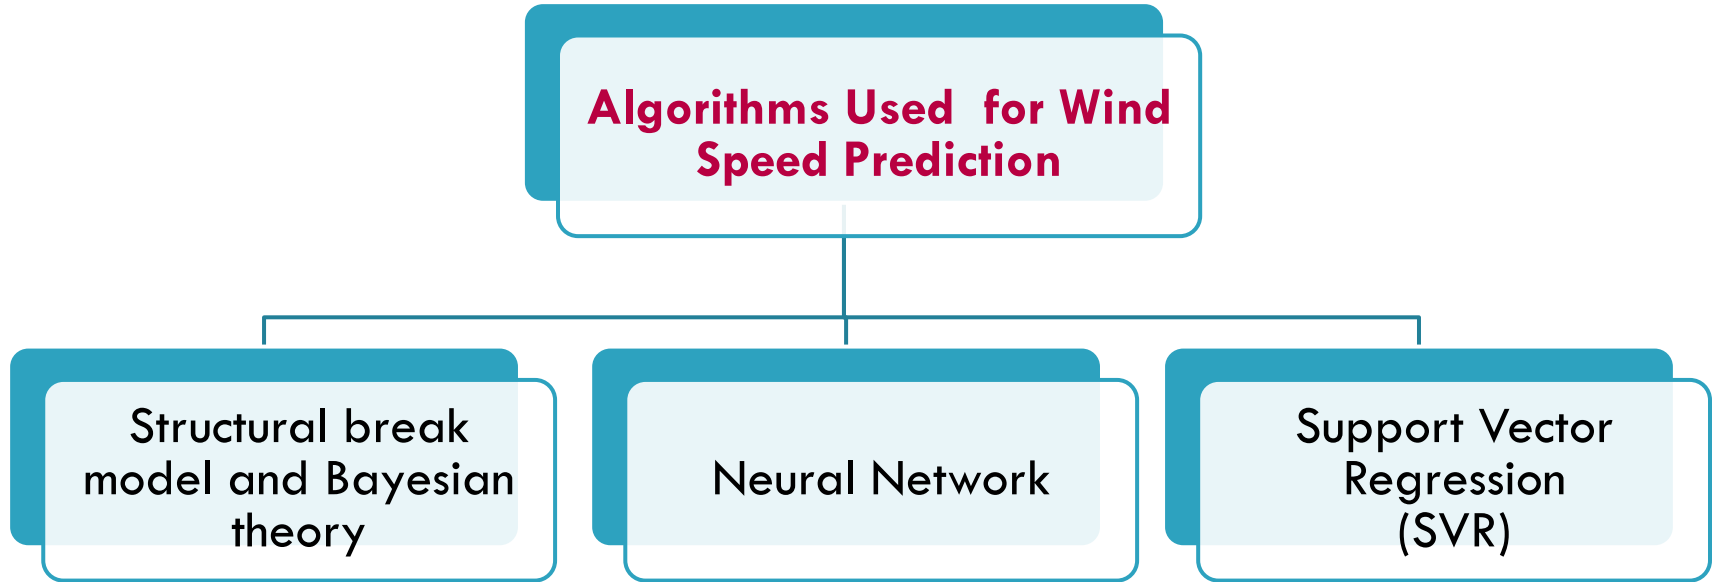 Algorithms Used  for Wind
Speed Prediction
Structural break
model and Bayesian
theory
Neural Network
Support Vector
Regression
(SVR)